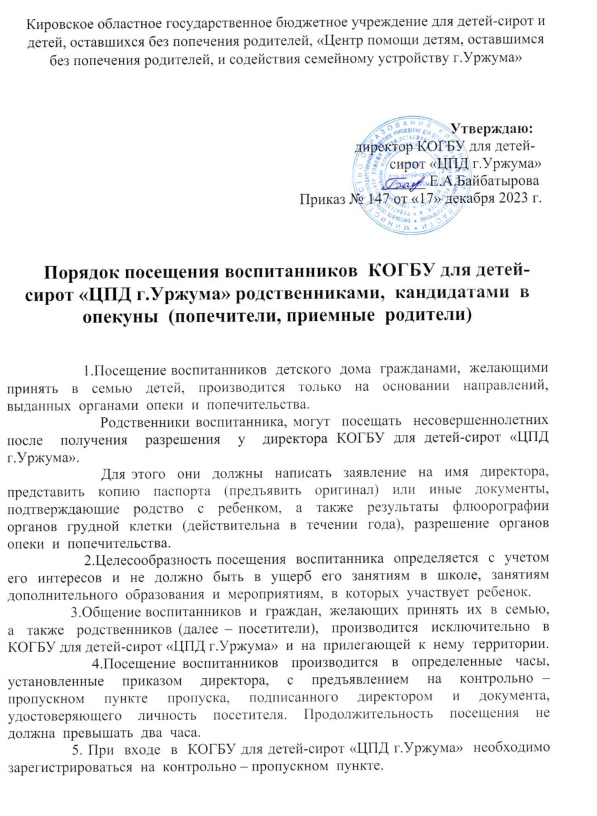 Кировское областное государственное бюджетное учреждение для детей-сирот и
детей, оставшихся без попечения родителей, «Центр помощи детям, оставшимся
без попечения родителей, и содействия семейному устройству г.Уржума»
Утверждаю:
директор КОГБУ для детей-
сирот «ЦПД г.Уржума»
Е.А.Байбатырова
Приказ № 147 от «17» декабря 2023 г.
Порядок посещения воспитанников КОГБУ для детей-
сирот «ЦПД г.Уржума» родственниками, кандидатами в
опекуны (попечители, приемные родители)
1.Посещение воспитанников детского дома гражданами, желающими
принять в семью детей, производится только на основании направлений,
выданных органами опеки и попечительства.
Родственники воспитанника, могут посещать несовершеннолетних
после получения разрешения у директора КОГБУ для детей-сирот «ЦПД
г.Уржума».
Для этого они должны написать заявление на имя директора,
представить копию паспорта (предъявить оригинал) или иные документы,
подтверждающие родство с ребенком, а также результаты флюорографии
органов грудной клетки (действительна в течении года), разрешение органов
опеки и попечительства.
2.Целесообразность посещения воспитанника определяется с учетом
его интересов и не должно быть в ущерб его занятиям в школе, занятиям
дополнительного образования и мероприятиям, в которых участвует ребенок.
3.Общение воспитанников и граждан, желающих принять их в семью,
а также родственников (далее – посетители), производится исключительно в
КОГБУ для детей-сирот «ЦПД г.Уржума» и на прилегающей к нему территории.
4.Посещение воспитанников производится в определенные часы,
установленные приказом директора, с предъявлением на контрольно –
пропускном пункте пропуска, подписанного директором и документа,
удостоверяющего личность посетителя. Продолжительность посещения не
должна превышать два часа.
5. При входе в КОГБУ для детей-сирот «ЦПД г.Уржума» необходимо
зарегистрироваться на контрольно – пропускном пункте.